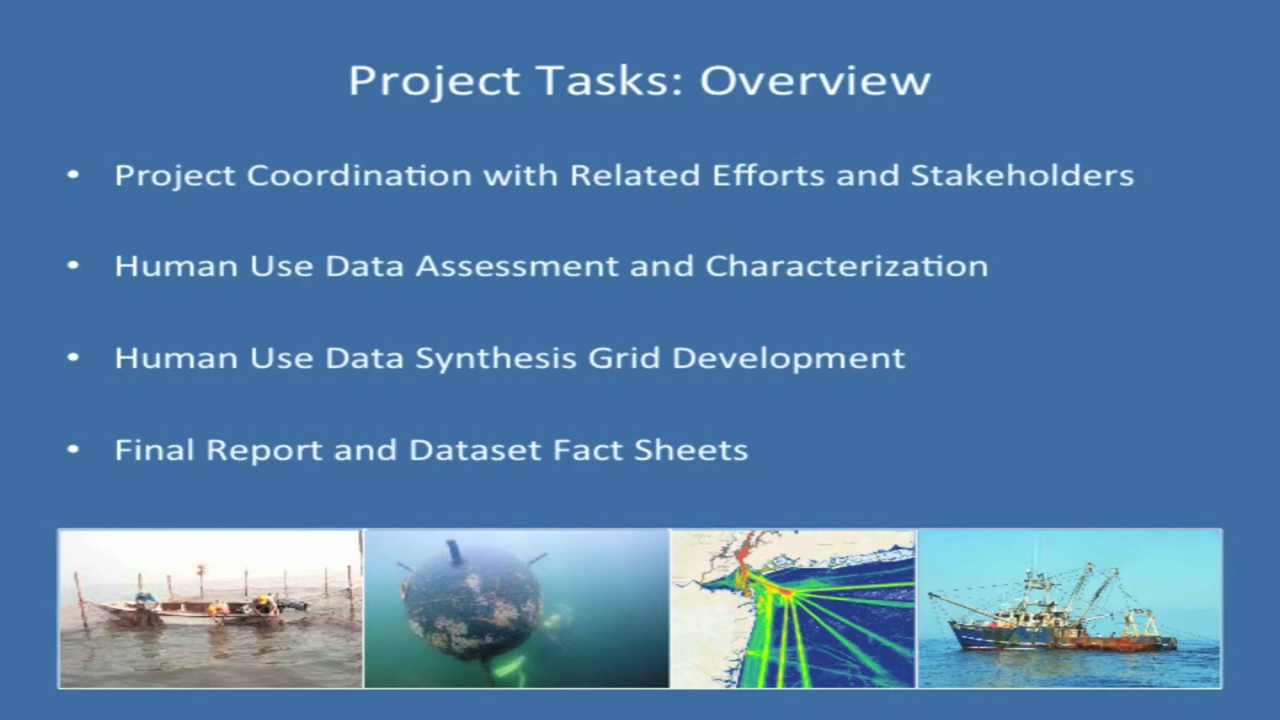 Project Tasks: Overview
• Project Coordination with Related Efforts and Stakeholders
• Human Use Data Assessment and Characterization
• Human Use Data Synthesis Grid Development
• Final Report and Dataset Fact Sheets